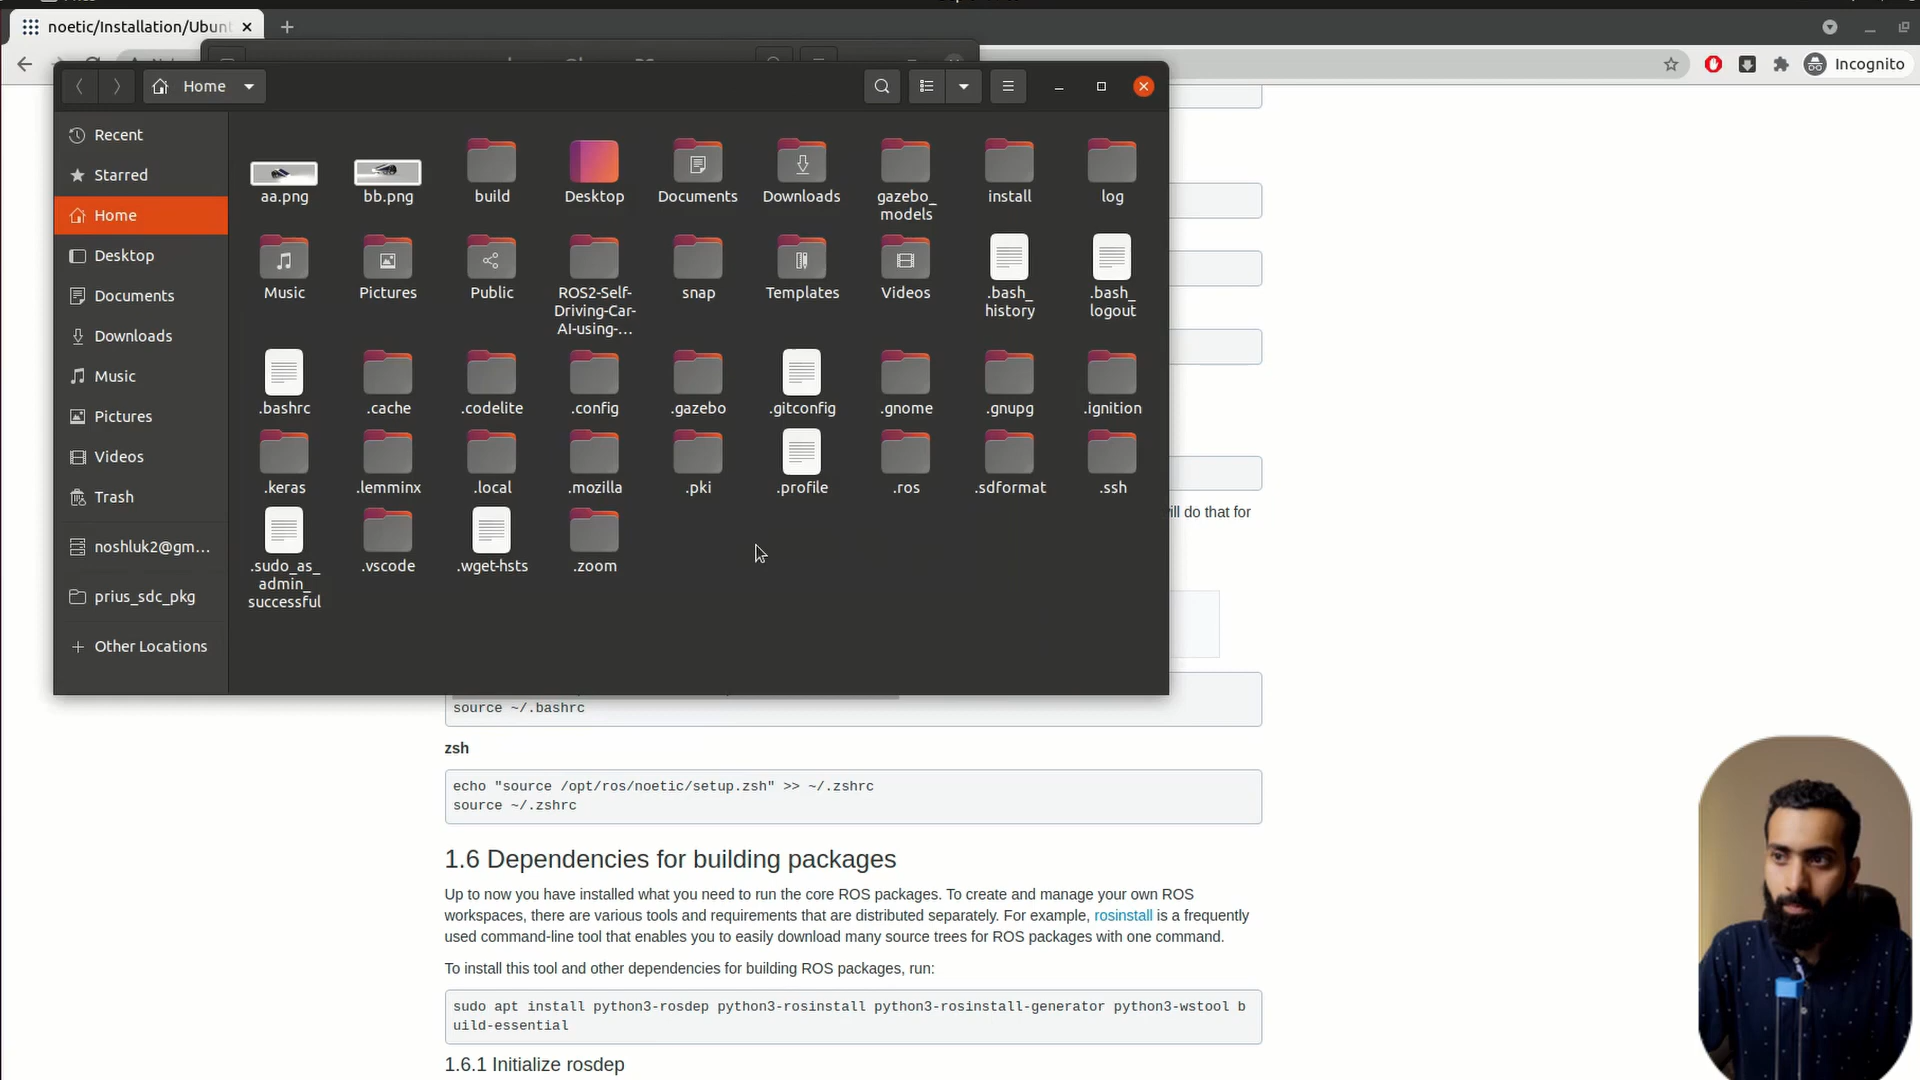 noetic/Installation/Ubunt
Incognito
Home
Recent
Starred
Home
Desktop
Documents
Downloads
Music
Pictures
Videos
Trash
noshluk2@gm...
prius_sdc_pkg
Other Locations
aa.png
bb.png
build
Desktop
Documents
Downloads
gazebo_
models
install
log
Music
Pictures
Public
ROS2-Self-
Driving-Car-
AI-using-...
snap
Templates
Videos
.bash_
history
.bash_
logout
.bashrc
.cache
.codelite
.config
.gazebo
.gitconfig
.gnome
.gnupg
.ignition
.keras
.lemminx
.local
.mozilla
.pki
.profile
.ros
.sdformat
.ssh
.sudo_as_
admin_
successful
.vscode
.wget-hsts
.zoom
ill do that for
source ~/.bashrc
zsh
echo "source /opt/ros/noetic/setup.zsh" >> ~/.zshrc
source ~/.zshrc
1.6 Dependencies for building packages
Up to now you have installed what you need to run the core ROS packages. To create and manage your own ROS
workspaces, there are various tools and requirements that are distributed separately. For example, rosinstall is a frequently
used command-line tool that enables you to easily download many source trees for ROS packages with one command.
To install this tool and other dependencies for building ROS packages, run:
sudo apt install python3-rosdep python3-rosinstall python3-rosinstall-generator python3-wstool b
uild-essential
1.6.1 Initialize rosdep